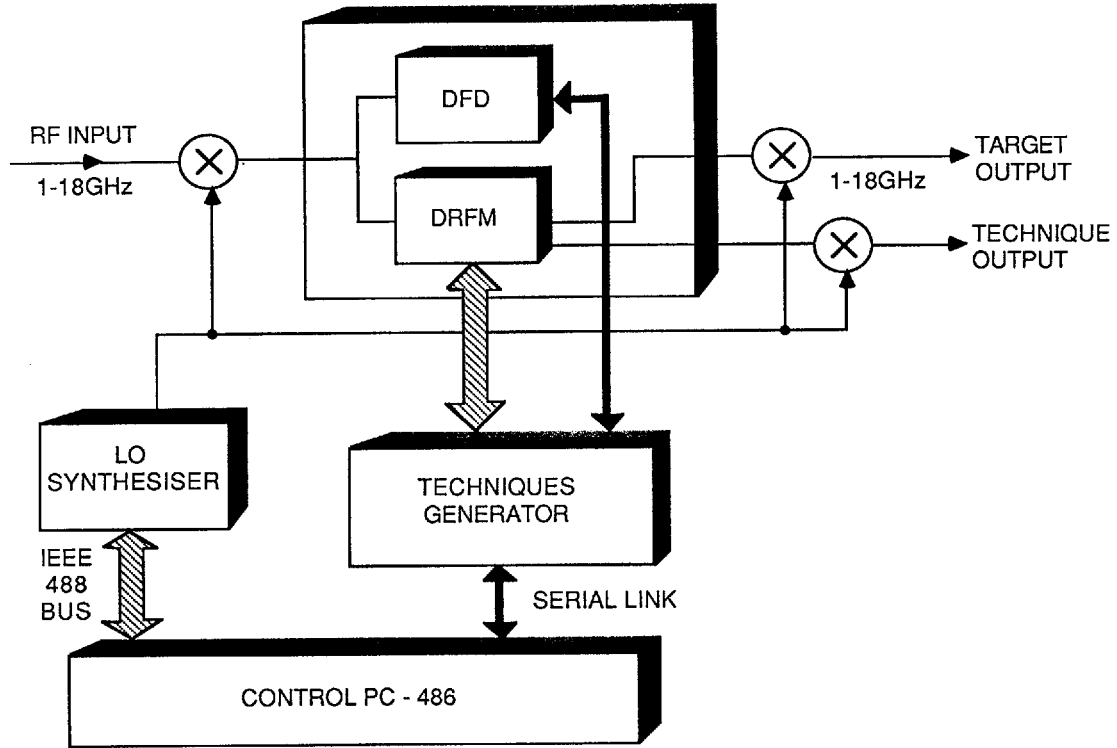 DFD
RF INPUT
1-18GHz
DRFM
TARGET
OUTPUT
1-18GHz
TECHNIQUE
OUTPUT
LO
SYNTHESISER
TECHNIQUES
GENERATOR
IEEE
488
BUS
SERIAL LINK
CONTROL PC - 486